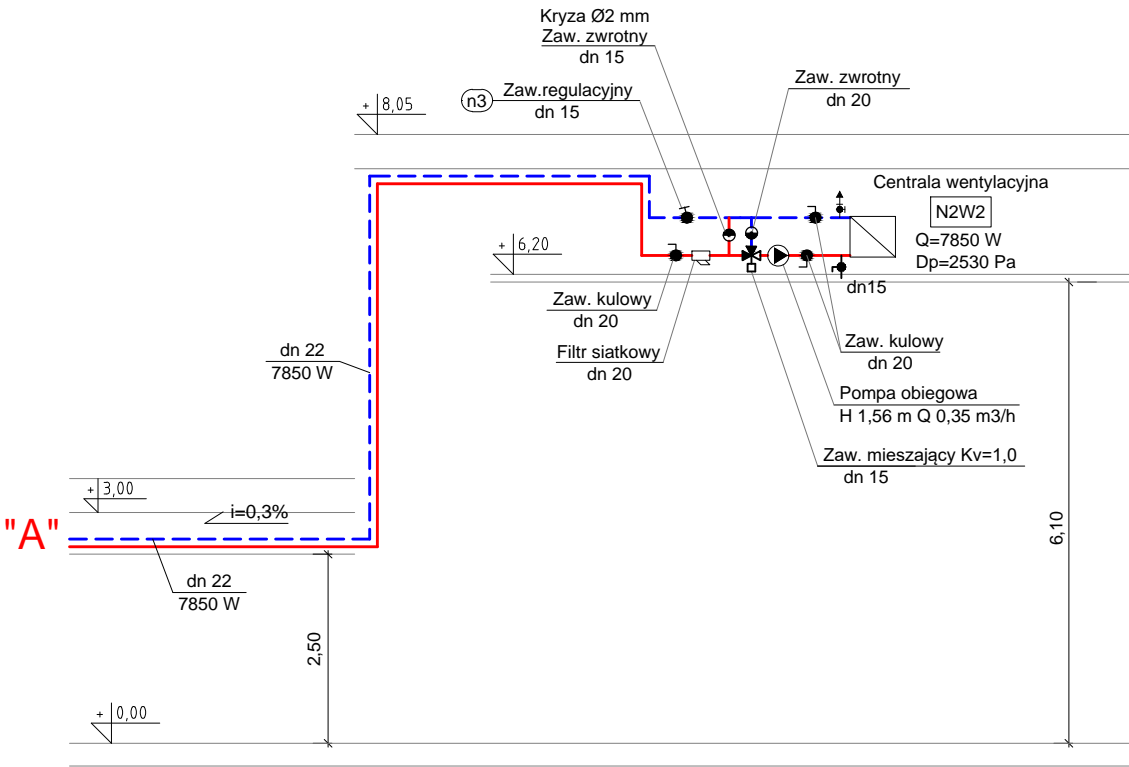 Kryza Ø2 mm
Zaw. zwrotny
dn 15
Zaw. zwrotny
dn 20
n3
Zaw.regulacyjny
dn 15
+ 8,05
Centrala wentylacyjna
N2W2
Q=7850 W
Dp=2530 Pa
+ 6,20
dn15
Zaw. kulowy
dn 20
Filtr siatkowy
dn 20
Zaw. kulowy
dn 20
dn 22
7850 W
Pompa obiegowa
H 1,56 m Q 0,35 m3/h
Zaw. mieszający Kv=1,0
dn 15
+ 3,00
i=0,3%
"A"
6,10
dn 22
7850 W
2,50
+ 0,00